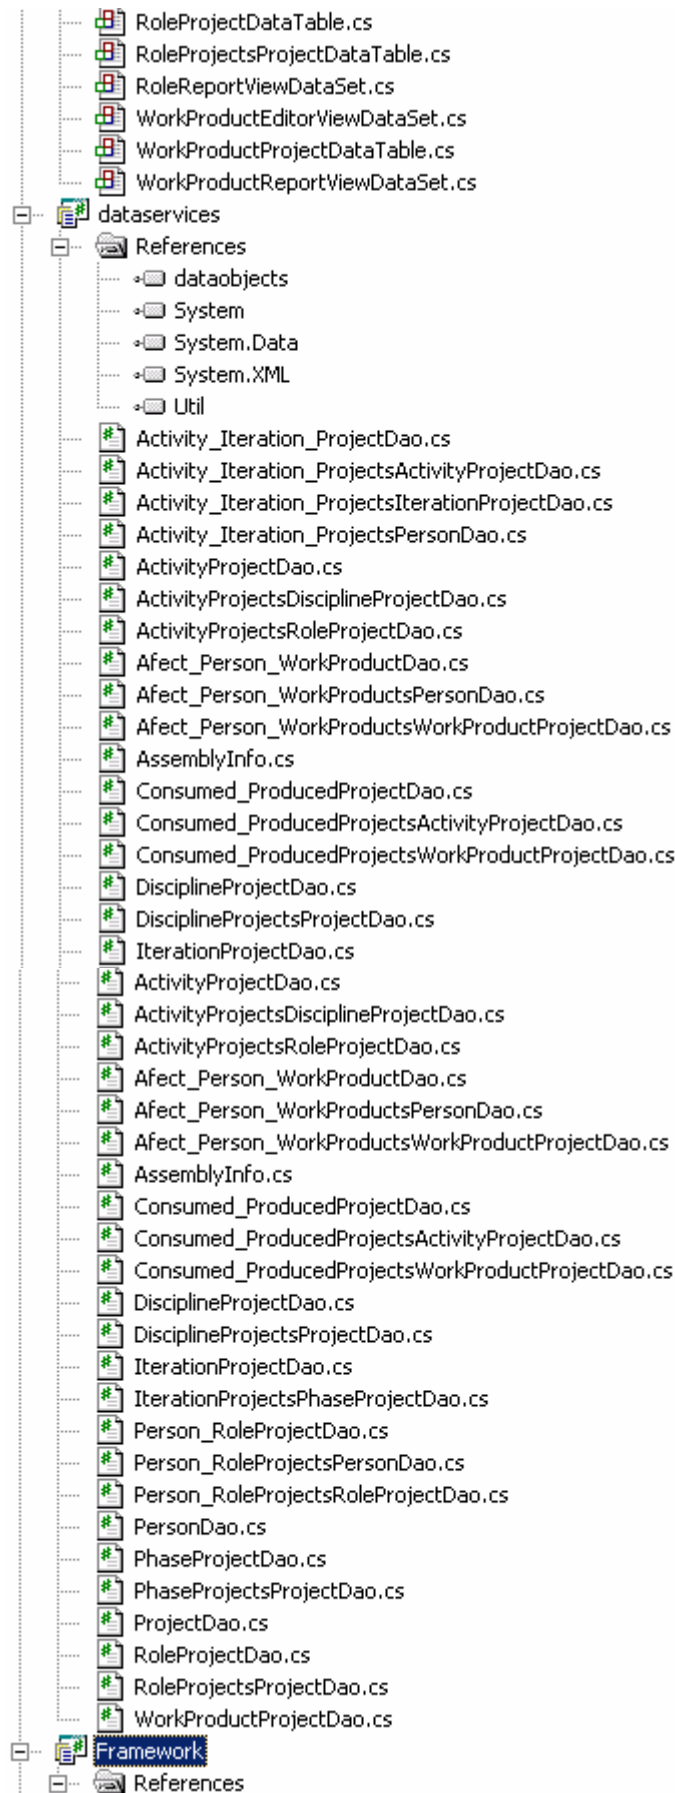 RoleProjectDataTable.cs
RoleProjectsProjectDataTable.cs
RoleReportViewDataSet.cs
WorkProductEditorViewDataSet.cs
WorkProductProjectDataTable.cs
WorkProductReportViewDataSet.cs
dataservices
References
dataobjects
System
System.Data
System.XML
Util
Activity_Iteration_ProjectDao.cs
Activity_Iteration_ProjectsActivityProjectDao.cs
Activity_Iteration_ProjectsIterationProjectDao.cs
Activity_Iteration_ProjectsPersonDao.cs
ActivityProjectDao.cs
ActivityProjectsDisciplineProjectDao.cs
ActivityProjectsRoleProjectDao.cs
Afect_Person_WorkProductDao.cs
Afect_Person_WorkProductsPersonDao.cs
Afect_Person_WorkProductsWorkProductProjectDao.cs
AssemblyInfo.cs
Consumed_ProducedProjectDao.cs
Consumed_ProducedProjectsActivityProjectDao.cs
Consumed_ProducedProjectsWorkProductProjectDao.cs
DisciplineProjectDao.cs
DisciplineProjectsProjectDao.cs
IterationProjectDao.cs
ActivityProjectDao.cs
ActivityProjectsDisciplineProjectDao.cs
ActivityProjectsRoleProjectDao.cs
Afect_Person_WorkProductDao.cs
Afect_Person_WorkProductsPersonDao.cs
Afect_Person_WorkProductsWorkProductProjectDao.cs
AssemblyInfo.cs
Consumed_ProducedProjectDao.cs
Consumed_ProducedProjectsActivityProjectDao.cs
Consumed_ProducedProjectsWorkProductProjectDao.cs
DisciplineProjectDao.cs
DisciplineProjectsProjectDao.cs
IterationProjectDao.cs
IterationProjectsPhaseProjectDao.cs
Person_RoleProjectDao.cs
Person_RoleProjectsPersonDao.cs
Person_RoleProjectsRoleProjectDao.cs
PersonDao.cs
PhaseProjectDao.cs
PhaseProjectsProjectDao.cs
ProjectDao.cs
RoleProjectDao.cs
RoleProjectsProjectDao.cs
WorkProductProjectDao.cs
Framework
References